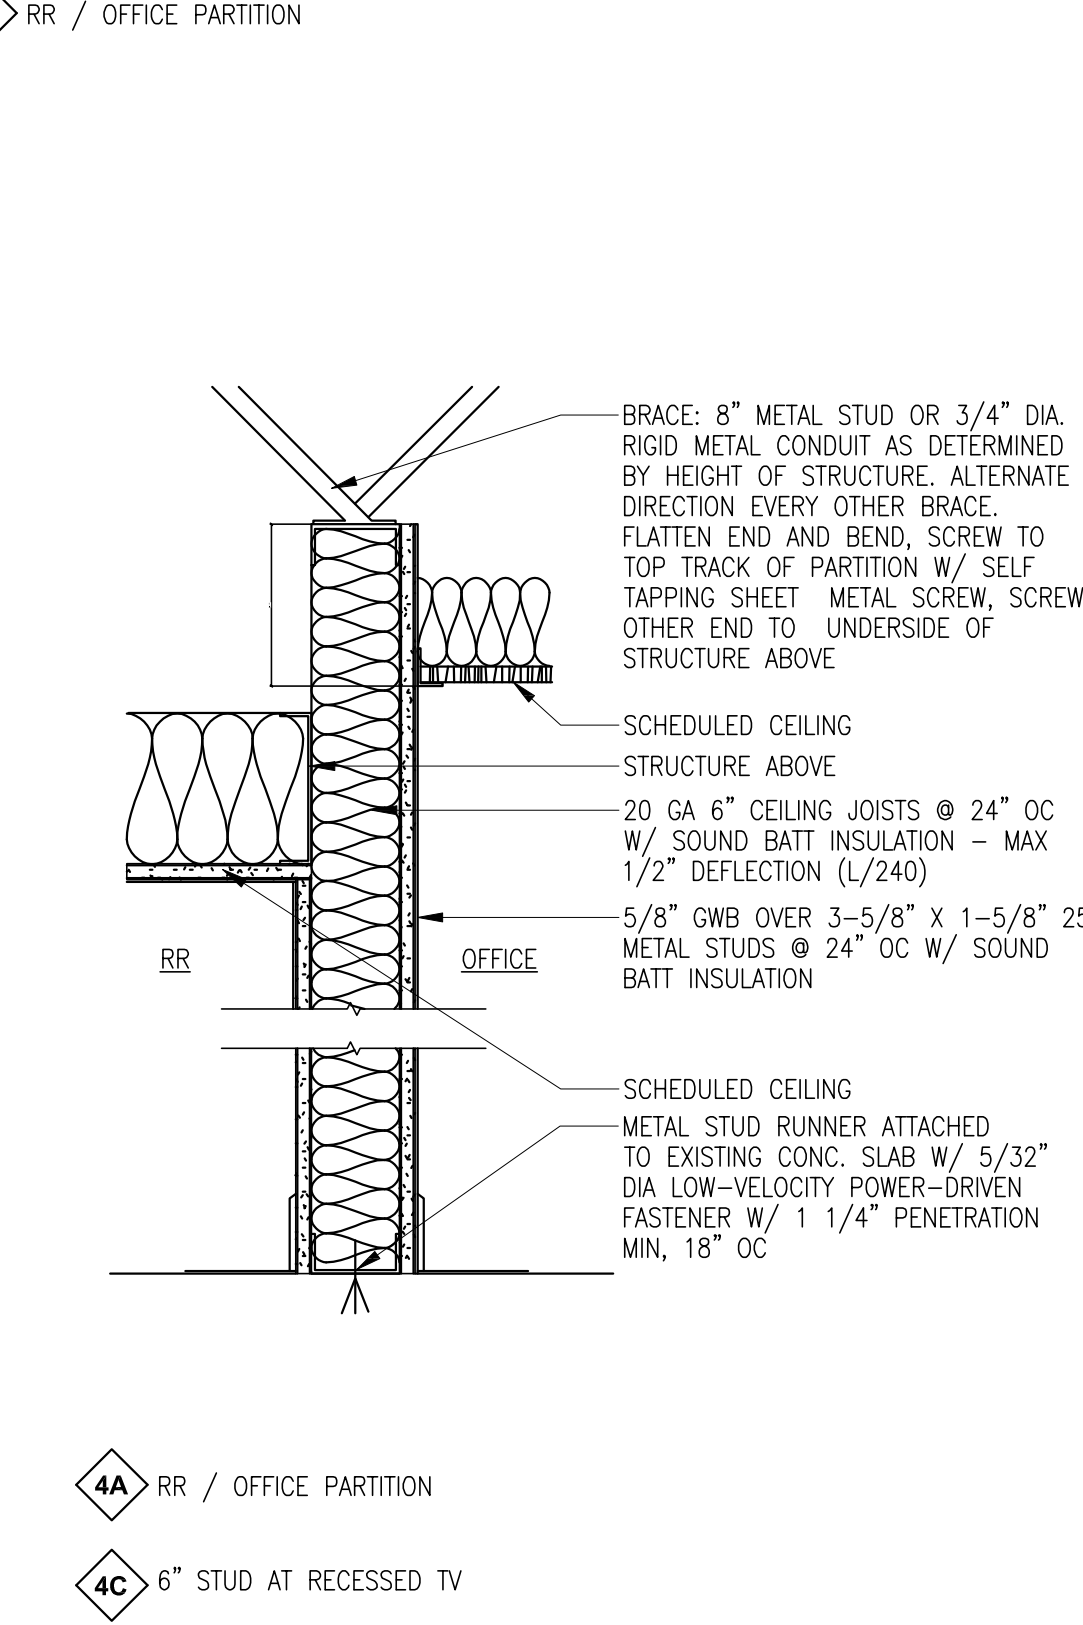 RR / OFFICE PARTITION
BRACE: 8” METAL STUD OR 3/4” DIA.
RIGID METAL CONDUIT AS DETERMINED
BY HEIGHT OF STRUCTURE. ALTERNATE
DIRECTION EVERY OTHER BRACE.
FLATTEN END AND BEND, SCREW TO
TOP TRACK OF PARTITION W/ SELF
TAPPING SHEET METAL SCREW, SCREW
OTHER END TO UNDERSIDE OF
STRUCTURE ABOVE
SCHEDULED CEILING
STRUCTURE ABOVE
20 GA 6” CEILING JOISTS @ 24” OC
W/ SOUND BATT INSULATION – MAX
1/2” DEFLECTION (L/240)
5/8” GWB OVER 3–5/8” X 1–5/8” 25
METAL STUDS @ 24” OC W/ SOUND
BATT INSULATION
RR
OFFICE
SCHEDULED CEILING
METAL STUD RUNNER ATTACHED
TO EXISTING CONC. SLAB W/ 5/32”
DIA LOW–VELOCITY POWER–DRIVEN
FASTENER W/ 1 1/4” PENETRATION
MIN, 18” OC
4A RR / OFFICE PARTITION
4C 6” STUD AT RECESSED TV